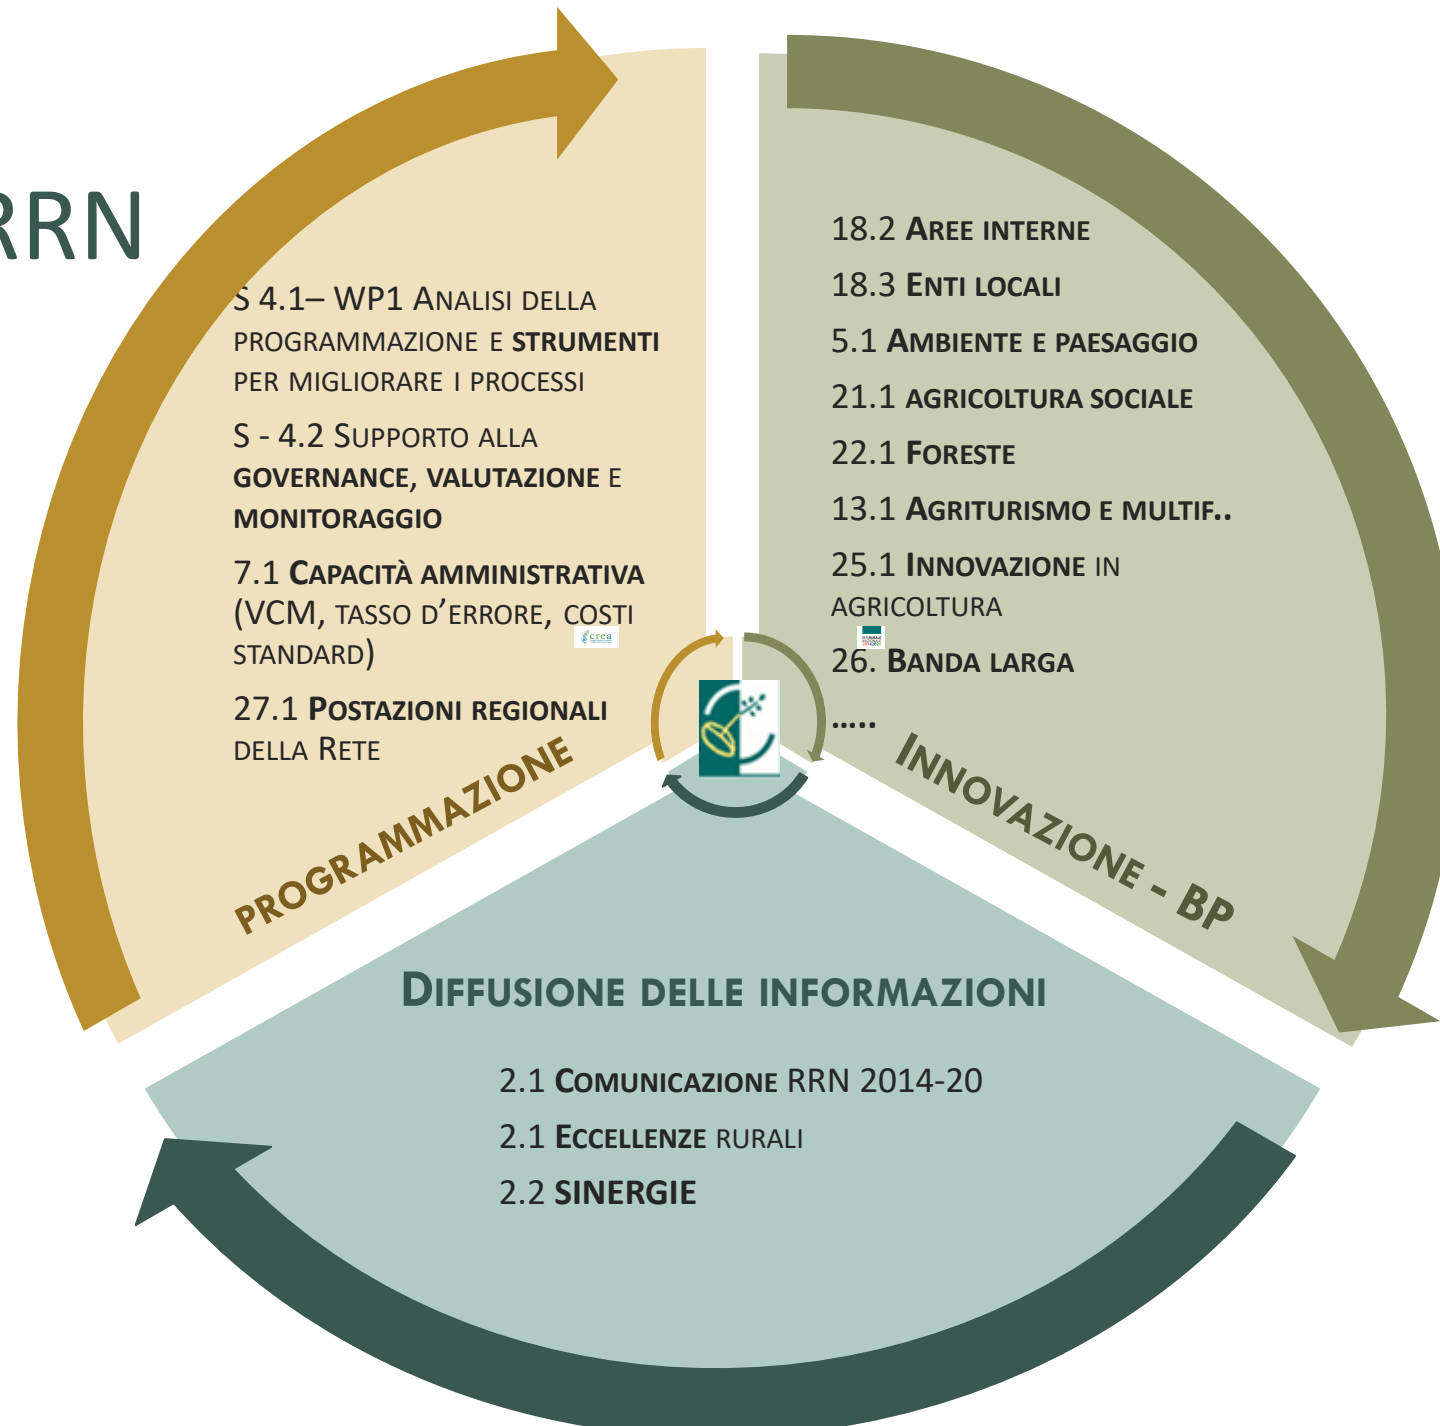 RRN
S 4.1– WP1 Analisi della
programmazione e strumenti
per migliorare i processi
S - 4.2 Supporto alla
governance, valutazione e
monitoraggio
7.1 Capacità amministrativa
(VCM, tasso d’errore, costi
standard)
27.1 Postazioni regionali
della Rete
programmazione
18.2 Aree interne
18.3 Enti locali
5.1 Ambiente e paesaggio
21.1 agricoltura sociale
22.1 Foreste
13.1 Agriturismo e multif..
25.1 Innovazione in
agricoltura
26. Banda larga
…..
Innovazione - BP
crea
Diffusione delle informazioni
2.1 Comunicazione RRN 2014-20
2.1 Eccellenze rurali
2.2 sinergie